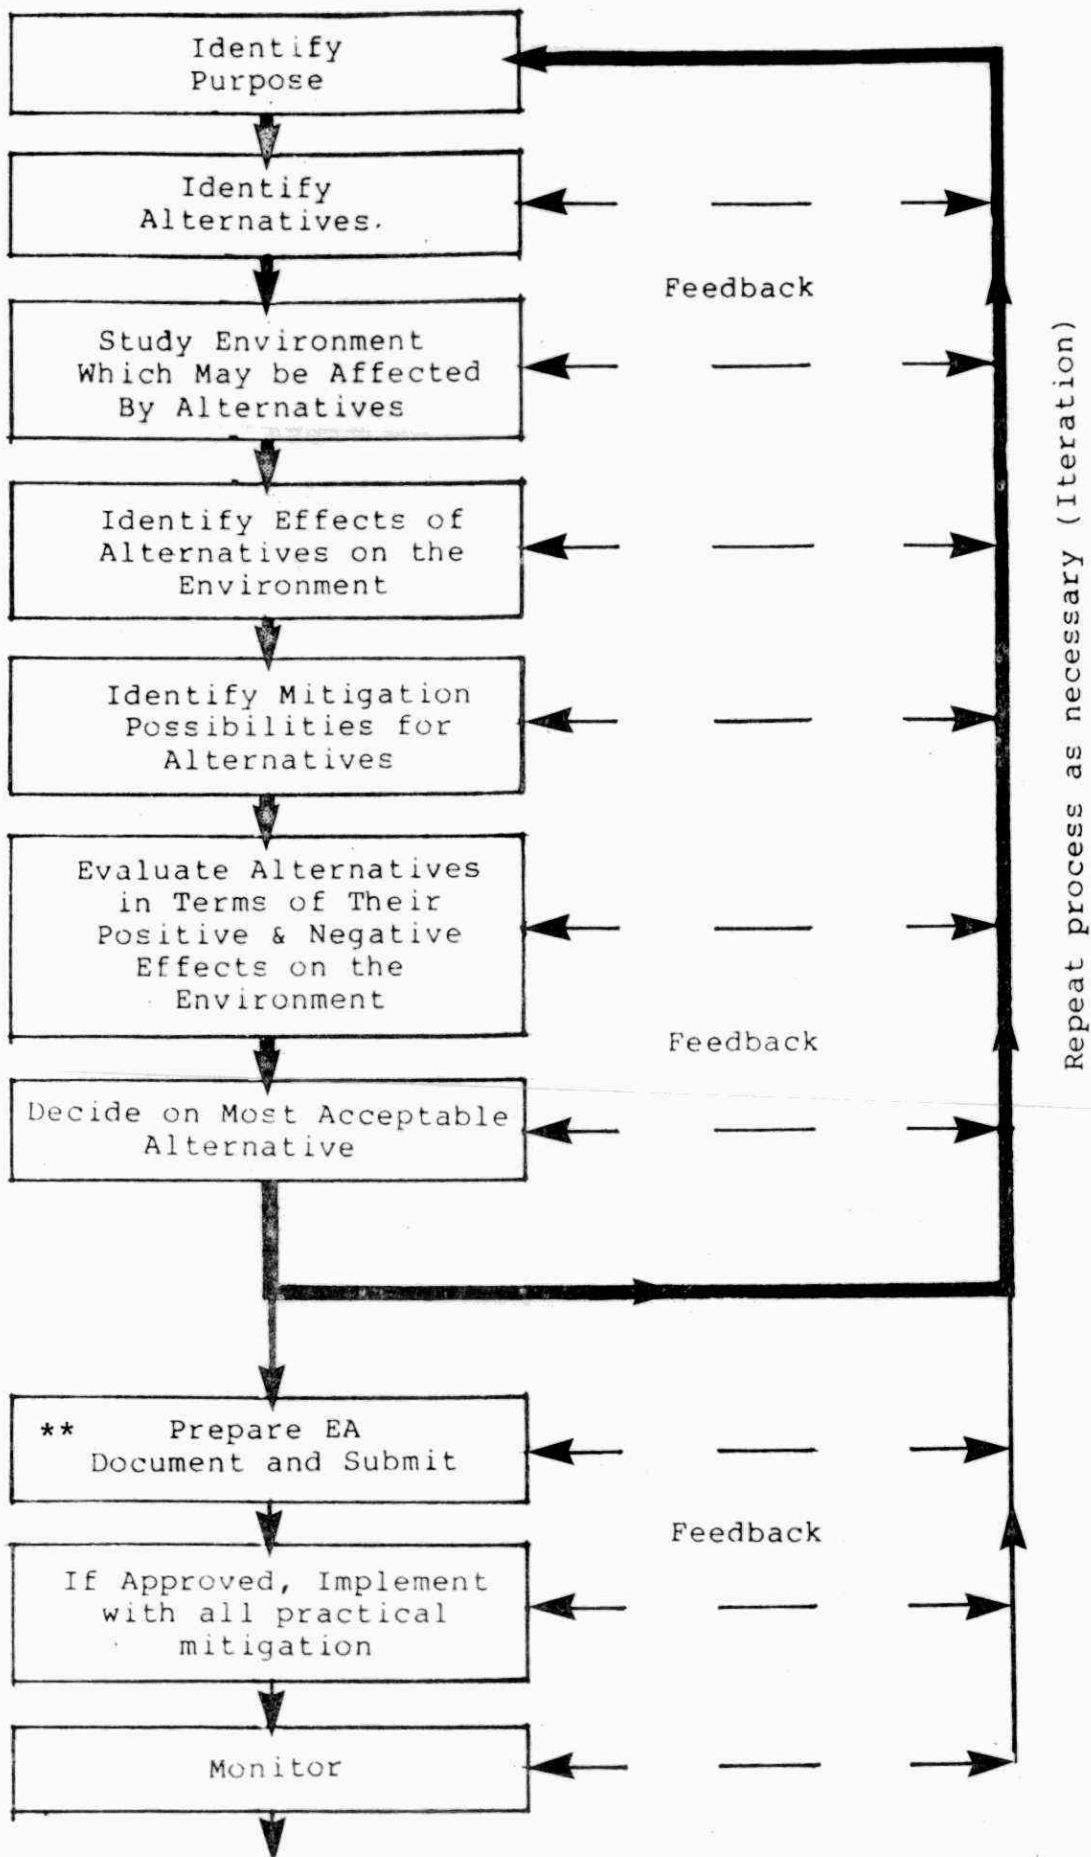 Identify
Purpose
Identify
Alternatives.
Feedback
Study Environment
Which May be Affected
By Alternatives
Identify Effects of
Alternatives on the
Environment
Identify Mitigation
Possibilities for
Alternatives
Evaluate Alternatives
in Terms of Their
Positive & Negative
Effects on the
Environment
Feedback
Decide on Most Acceptable
Alternative
Repeat process as necessary (Iteration)
** Prepare EA
Document and Submit
Feedback
If Approved, Implement
with all practical
mitigation
Monitor